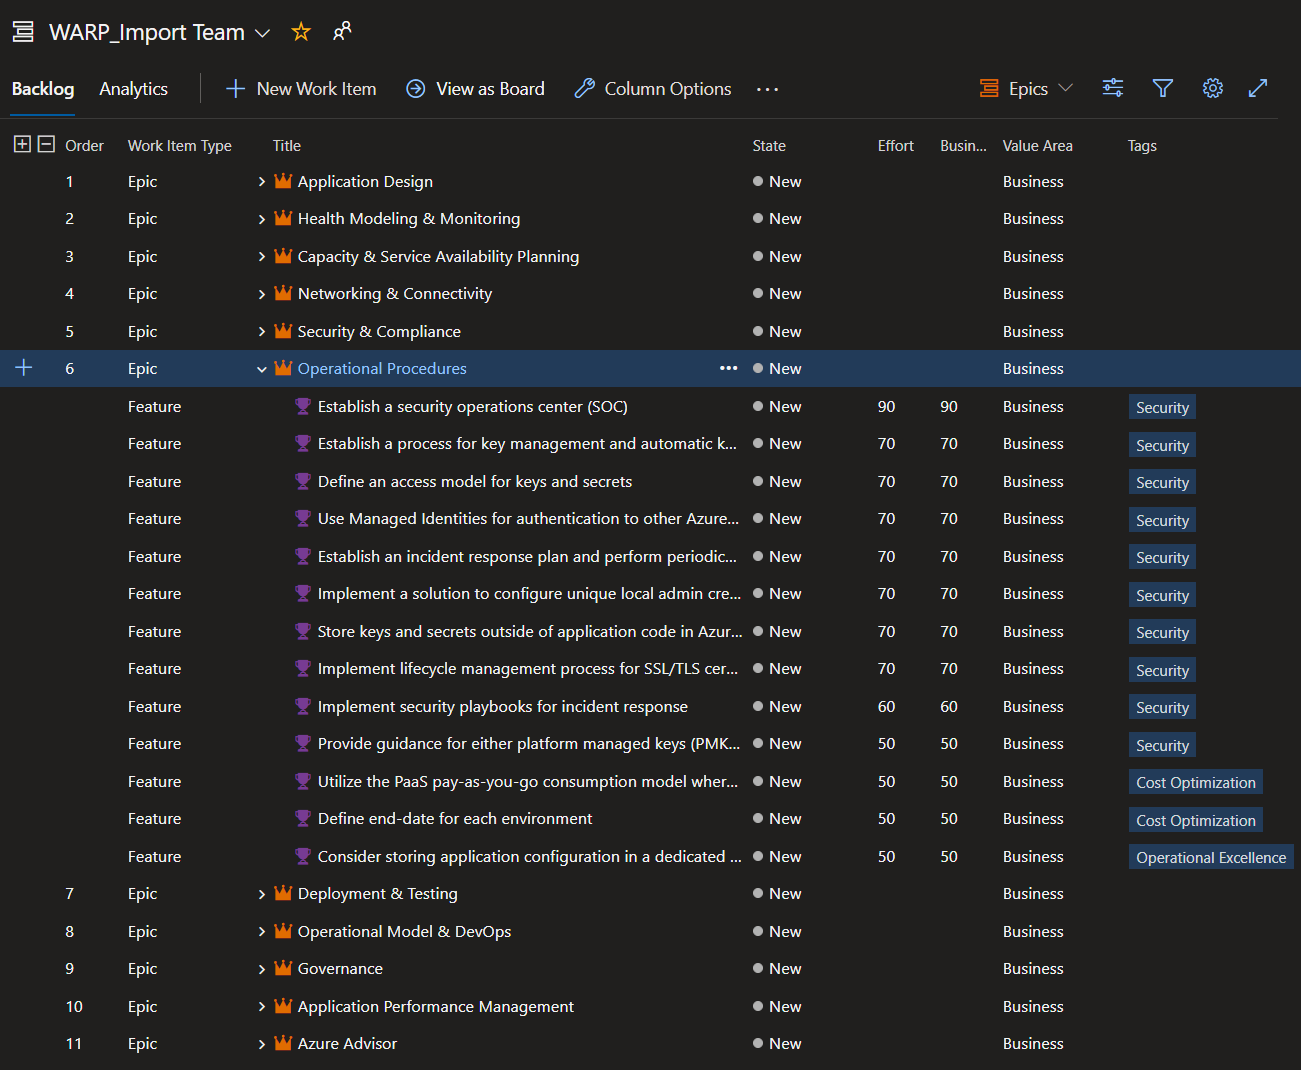 WARP_Import Team
Backlog Analytics New Work Item View as Board Column Options ... Epics
Order Work Item Type Title State Effort Busin... Value Area Tags
1 Epic Application Design New Business
2 Epic Health Modeling & Monitoring New Business
3 Epic Capacity & Service Availability Planning New Business
4 Epic Networking & Connectivity New Business
5 Epic Security & Compliance New Business
6 Epic Operational Procedures ... New Business
Feature Establish a security operations center (SOC) New 90 90 Business Security
Feature Establish a process for key management and automatic k... New 70 70 Business Security
Feature Define an access model for keys and secrets New 70 70 Business Security
Feature Use Managed Identities for authentication to other Azure... New 70 70 Business Security
Feature Establish an incident response plan and perform periodic... New 70 70 Business Security
Feature Implement a solution to configure unique local admin cre... New 70 70 Business Security
Feature Store keys and secrets outside of application code in Azur... New 70 70 Business Security
Feature Implement lifecycle management process for SSL/TLS cer... New 70 70 Business Security
Feature Implement security playbooks for incident response New 60 60 Business Security
Feature Provide guidance for either platform managed keys (PMK... New 50 50 Business Security
Feature Utilize the PaaS pay-as-you-go consumption model wher... New 50 50 Business Cost Optimization
Feature Define end-date for each environment New 50 50 Business Cost Optimization
Feature Consider storing application configuration in a dedicated ... New 50 50 Business Operational Excellence
7 Epic Deployment & Testing New Business
8 Epic Operational Model & DevOps New Business
9 Epic Governance New Business
10 Epic Application Performance Management New Business
11 Epic Azure Advisor New Business